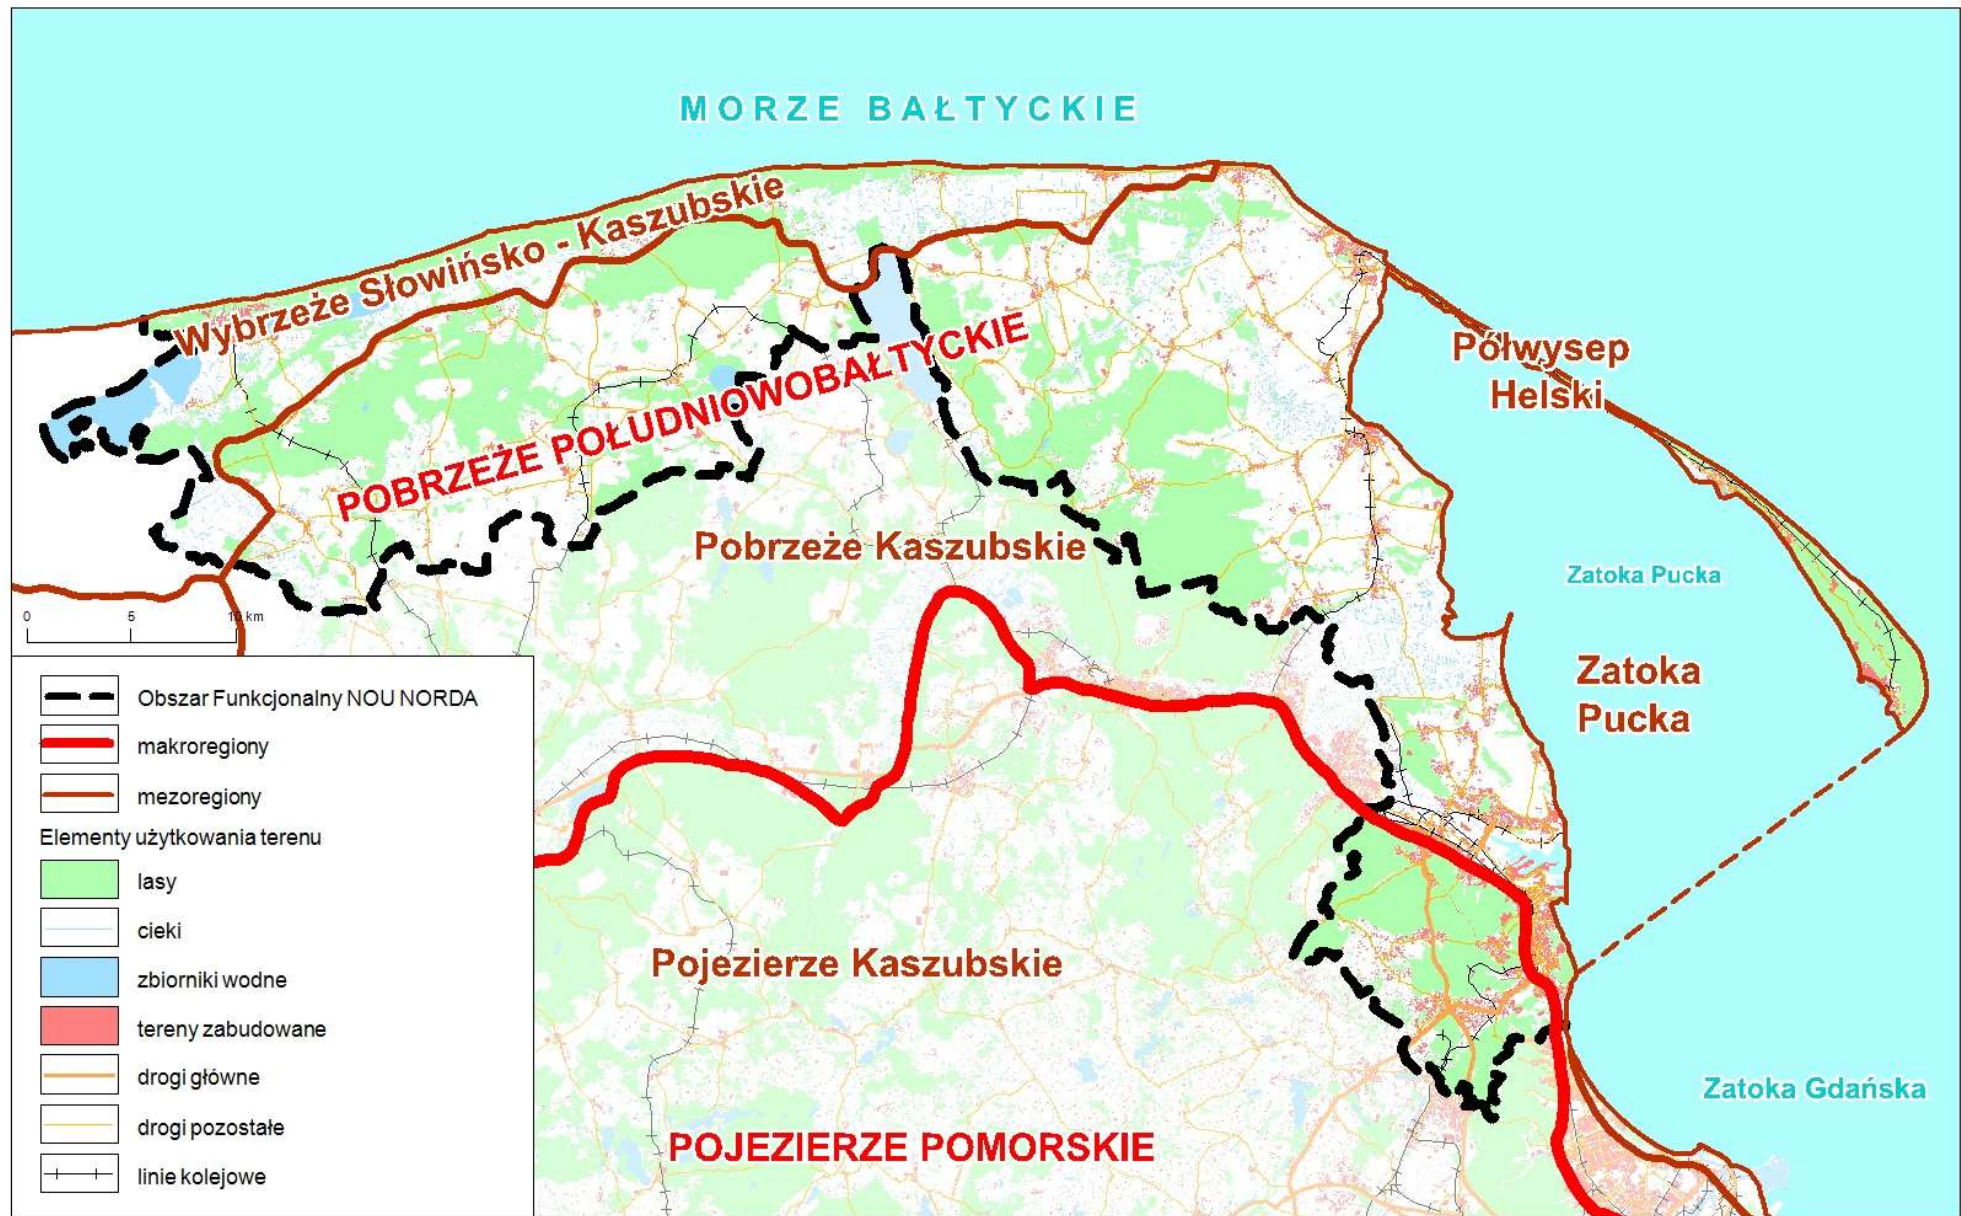 MORZE BAŁTYCKIE
Wybrzeże Słowińsko - Kaszubskie
POBRZEŻE POŁUDNIOWOBAŁTYCKIE
Półwysep
Helski
Pobrzeże Kaszubskie
Zatoka Pucka
Zatoka
Pucka
0 5 10 km
Obszar Funkcjonalny NOU NORDA
makroregiony
mezoregiony
Elementy użytkowania terenu
lasy
cieki
zbiorniki wodne
tereny zabudowane
drogi główne
drogi pozostałe
linie kolejowe
Pojezierze Kaszubskie
Zatoka Gdańska
POJEZIERZE POMORSKIE